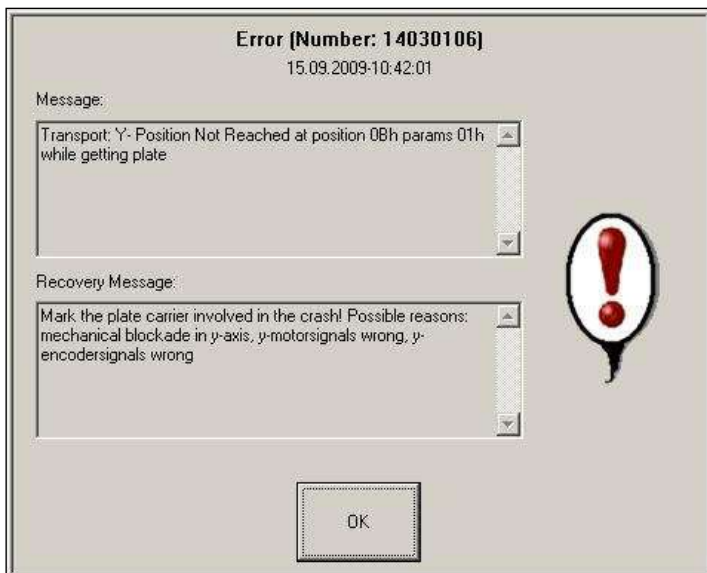 Error (Number: 14030106)
15.09.2009-10:42:01
Message:
Transport: Y- Position Not Reached at position 0Bh params 01h
while getting plate
Recovery Message:
Mark the plate carrier involved in the crash! Possible reasons:
mechanical blockade in y-axis, y-motorsignals wrong, y-
encodersignals wrong
OK